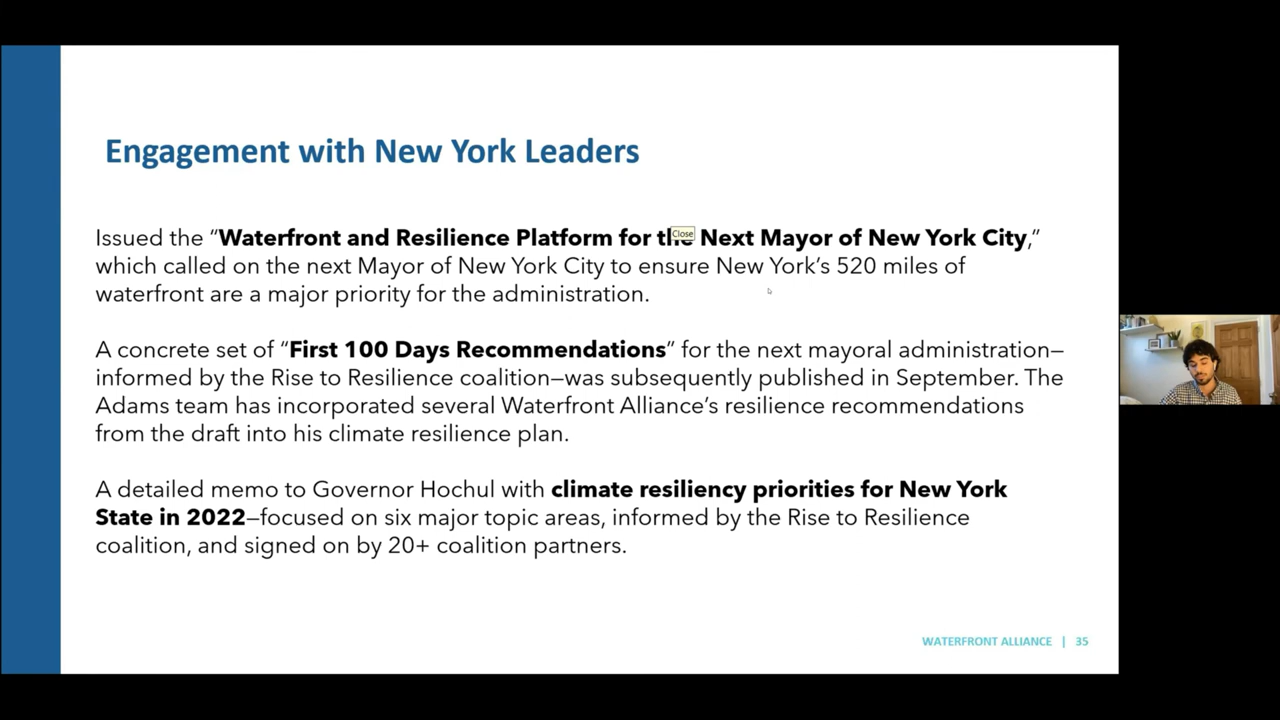 Engagement with New York Leaders
Issued the “Waterfront and Resilience Platform for the Next Mayor of New York City,”
Close
which called on the next Mayor of New York City to ensure New York’s 520 miles of
waterfront are a major priority for the administration.
A concrete set of “First 100 Days Recommendations” for the next mayoral administration—
informed by the Rise to Resilience coalition—was subsequently published in September. The
Adams team has incorporated several Waterfront Alliance’s resilience recommendations
from the draft into his climate resilience plan.
A detailed memo to Governor Hochul with climate resiliency priorities for New York
State in 2022—focused on six major topic areas, informed by the Rise to Resilience
coalition, and signed on by 20+ coalition partners.
WATERFRONT ALLIANCE | 35